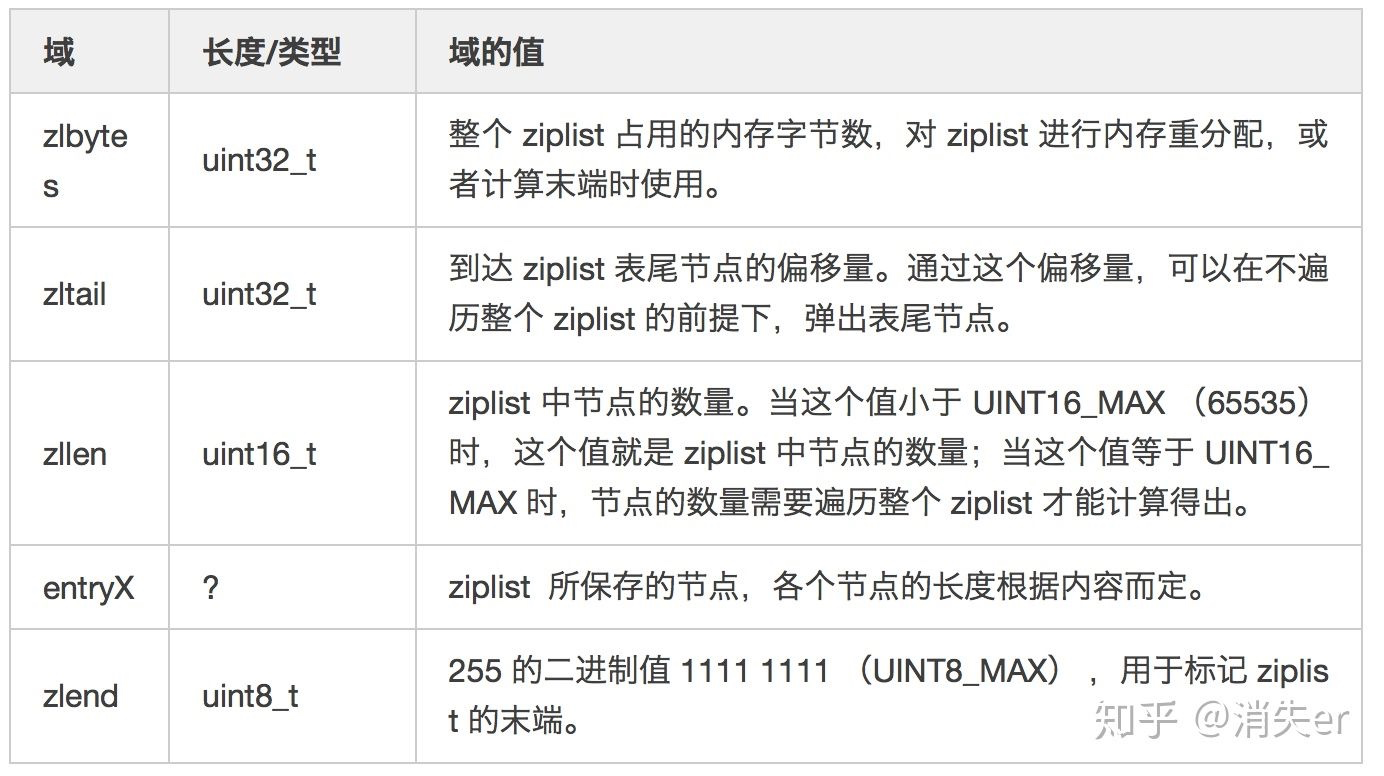 域 长度/类型 域的值
zlbyte
s
uint32_t
整个 ziplist 占用的内存字节数，对 ziplist 进行内存重分配，或
者计算末端时使用。
zltail uint32_t
到达 ziplist 表尾节点的偏移量。通过这个偏移量，可以在不遍
历整个 ziplist 的前提下，弹出表尾节点。
zllen uint16_t
ziplist 中节点的数量。当这个值小于 UINT16_MAX （65535）
时，这个值就是 ziplist 中节点的数量；当这个值等于 UINT16_
MAX 时，节点的数量需要遍历整个 ziplist 才能计算得出。
entryX ? ziplist 所保存的节点，各个节点的长度根据内容而定。
zlend uint8_t
255 的二进制值 1111 1111 （UINT8_MAX） ，用于标记 ziplis
t 的末端。
知乎 @消失er